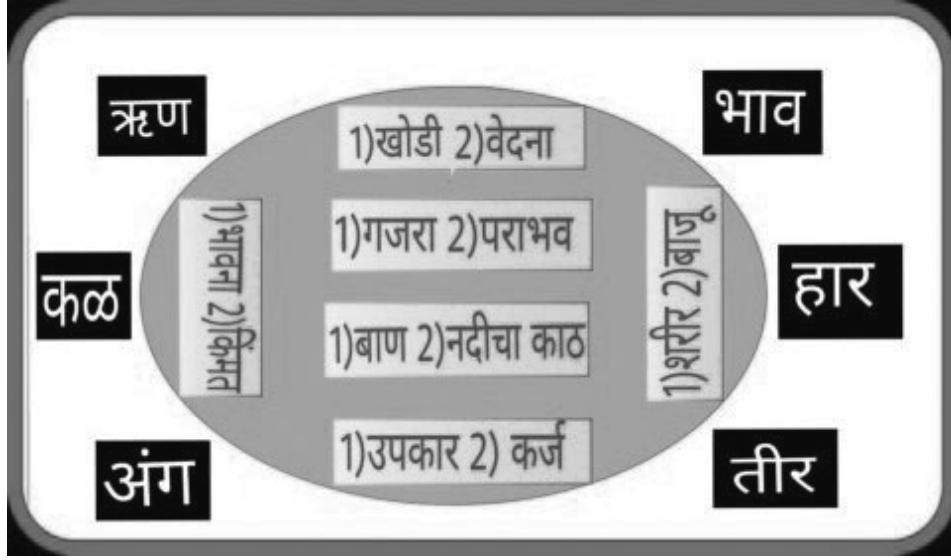 ऋण
भाव
1)खोडी 2)वेदना
1)गजरा 2)पराभव
1)भावना 2)किंमत
1)शरीर 2)बाजू
कळ
हार
1)बाण 2)नदीचा काठ
1)उपकार 2) कर्ज
अंग
तीर